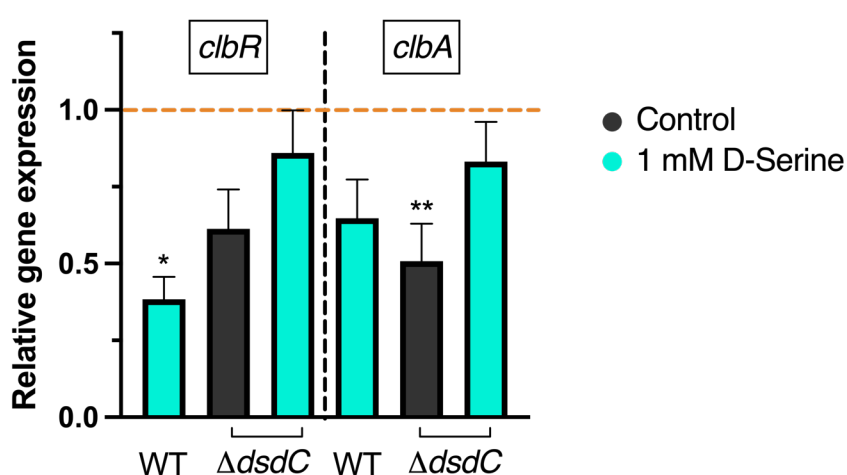 clbR
clbA
Relative gene expression
1.0
0.5
0.0
*
**
WT
ΔdsdC
WT
ΔdsdC
Control
1 mM D-Serine